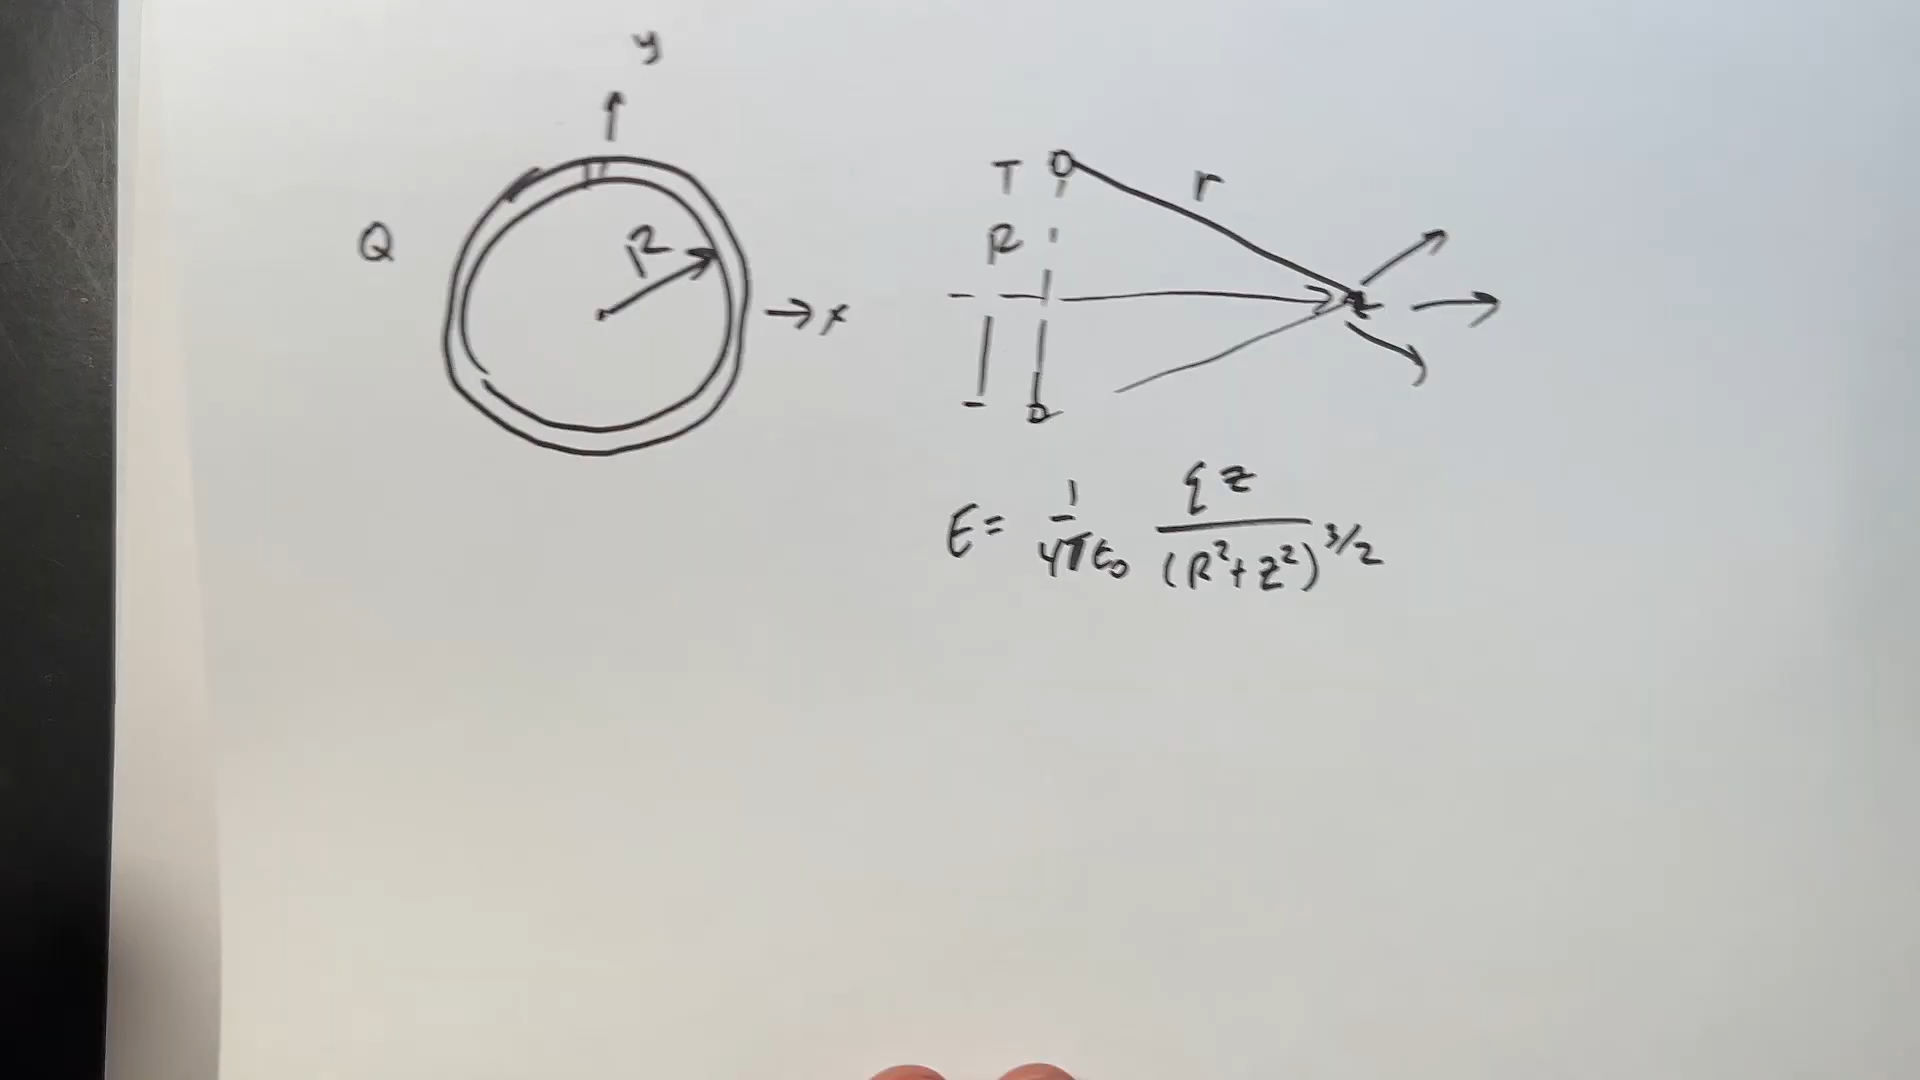 y
Q
R
→ x
T
r
R
E = 1/4πε₀ qz/(R²+z²)^3/2